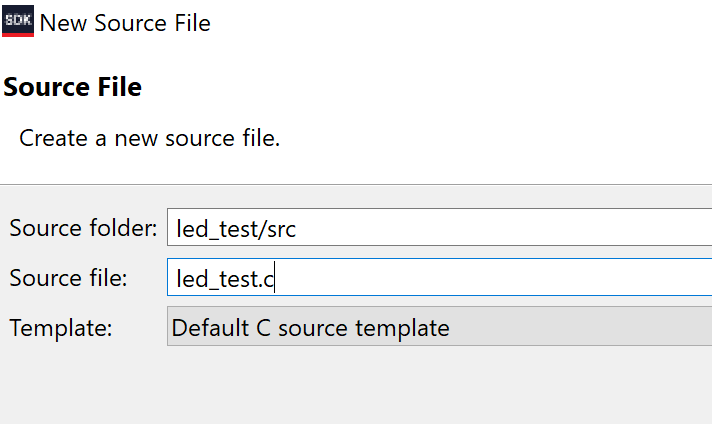 SDK New Source File
Source File
Create a new source file.
Source folder: led_test/src
Source file: led_test.c
Template: Default C source template